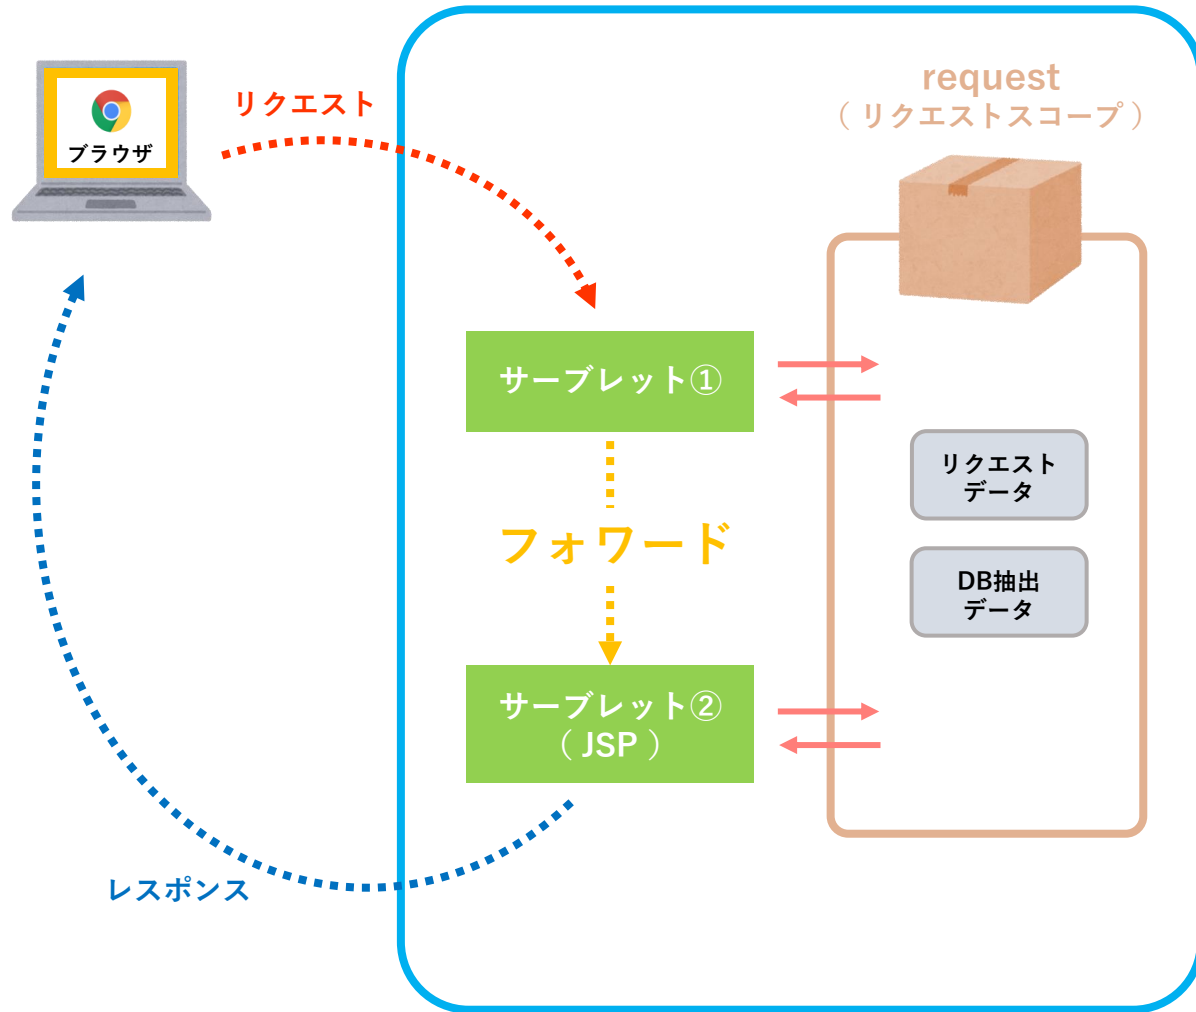 request
（ リクエストスコープ ）
リクエスト
ブラウザ
サーブレット①
リクエスト
データ
フォワード
DB抽出
データ
サーブレット②
（ JSP ）
レスポンス